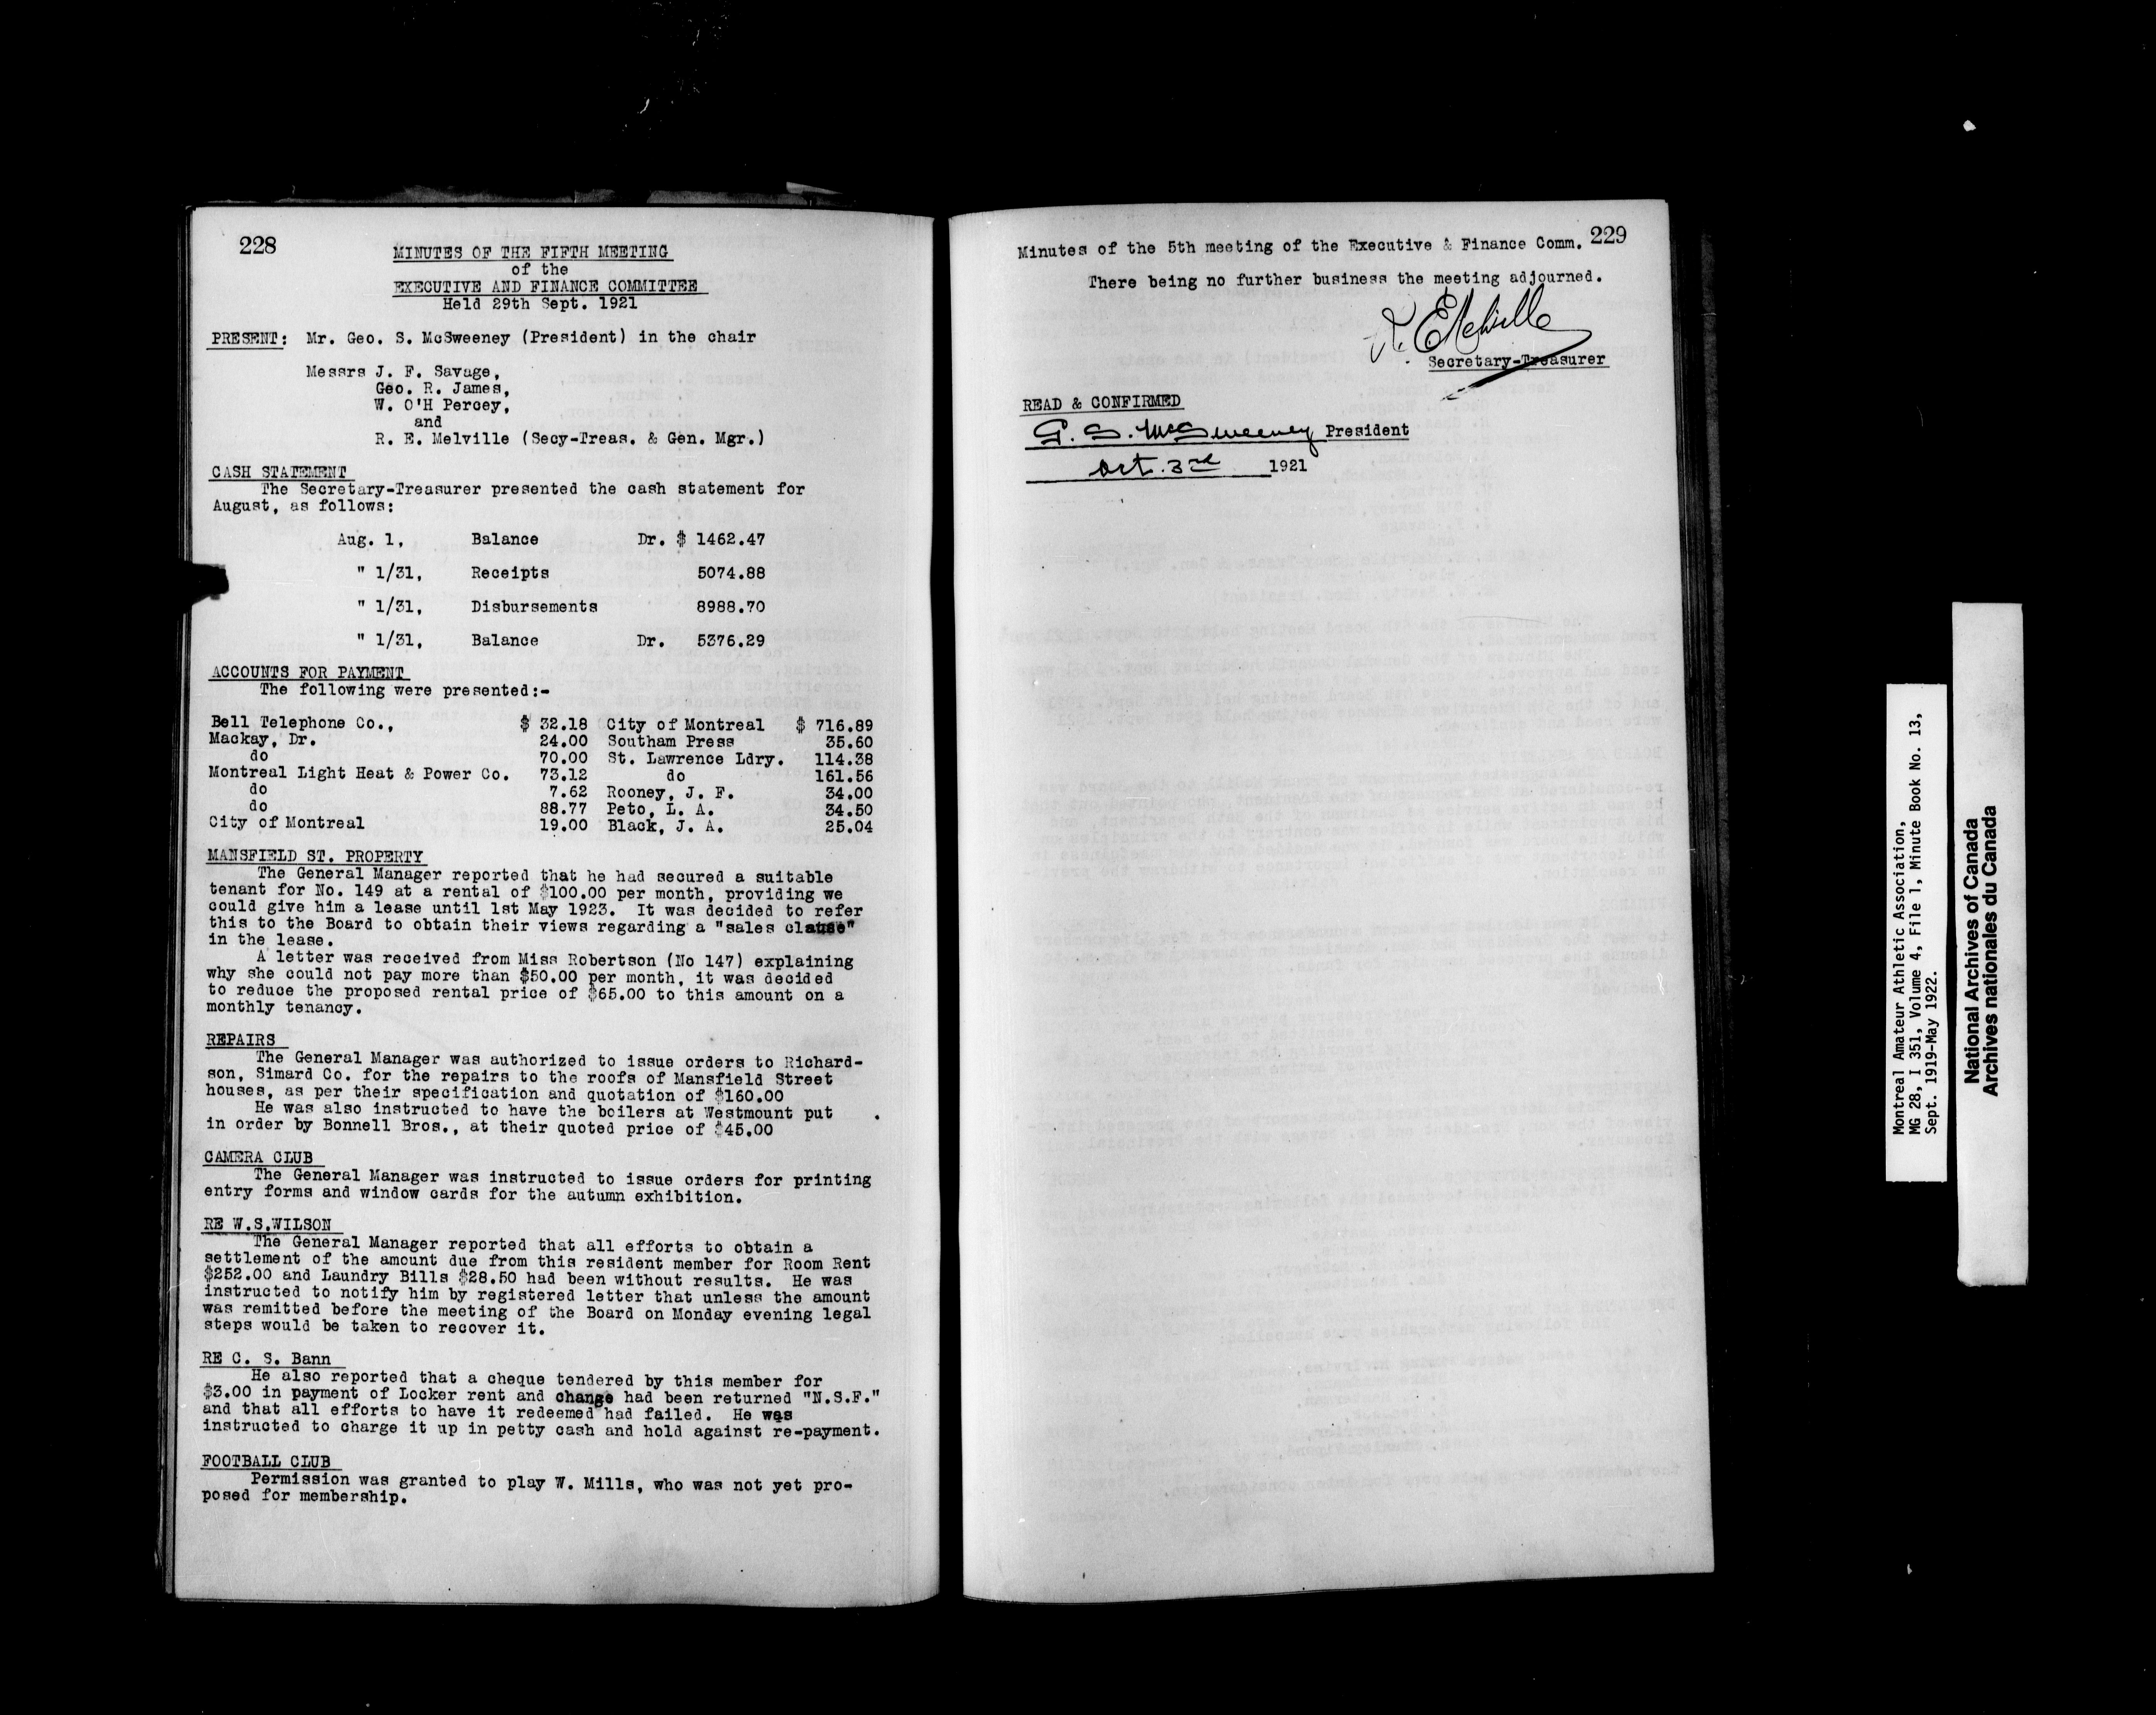 228
MINUTES OF THE FIFTH MEETING
of the
EXECUTIVE AND FINANCE COMMITTEE
Held 29th Sept. 1921
PRESENT: Mr. Geo. S. McSweeney (President) in the chair
Messrs J. F. Savage,
Geo. R. James,
W. O'H Percey,
and
R. E. Melville (Secy-Treas. & Gen. Mgr.)
CASH STATEMENT
The Secretary-Treasurer presented the cash statement for
August, as follows:
Aug. 1, Balance Dr. $ 1462.47
" 1/31, Receipts 5074.88
" 1/31, Disbursements 8988.70
" 1/31, Balance Dr. 5376.29
ACCOUNTS FOR PAYMENT
The following were presented:-
Bell Telephone Co., $ 32.18 City of Montreal $ 716.89
Mackay, Dr. 24.00 Southam Press 35.60
do 70.00 St. Lawrence Ldry. 114.38
Montreal Light Heat & Power Co. 73.12 do 161.56
do 7.62 Rooney, J. F. 34.00
do 88.77 Peto, L. A. 34.50
City of Montreal 19.00 Black, J. A. 25.04
MANSFIELD ST. PROPERTY
The General Manager reported that he had secured a suitable
tenant for No. 149 at a rental of $100.00 per month, providing we
could give him a lease until 1st May 1923. It was decided to refer
this to the Board to obtain their views regarding a "sales clause"
in the lease.
A letter was received from Miss Robertson (No 147) explaining
why she could not pay more than $50.00 per month, it was decided
to reduce the proposed rental price of $65.00 to this amount on a
monthly tenancy.
REPAIRS
The General Manager was authorized to issue orders to Richard-
son, Simard Co. for the repairs to the roofs of Mansfield Street
houses, as per their specification and quotation of $160.00
He was also instructed to have the boilers at Westmount put
in order by Bonnell Bros., at their quoted price of $45.00
CAMERA CLUB
The General Manager was instructed to issue orders for printing
entry forms and window cards for the autumn exhibition.
RE W.S.WILSON
The General Manager reported that all efforts to obtain a
settlement of the amount due from this resident member for Room Rent
$252.00 and Laundry Bills $28.50 had been without results. He was
instructed to notify him by registered letter that unless the amount
was remitted before the meeting of the Board on Monday evening legal
steps would be taken to recover it.
RE C. S. Bann
He also reported that a cheque tendered by this member for
$3.00 in payment of Locker rent and change had been returned "N.S.F."
and that all efforts to have it redeemed had failed. He was
instructed to charge it up in petty cash and hold against re-payment.
FOOTBALL CLUB
Permission was granted to play W. Mills, who was not yet pro-
posed for membership.
229
Minutes of the 5th meeting of the Executive & Finance Comm.
There being no further business the meeting adjourned.
R. E. Melville
Secretary-Treasurer
READ & CONFIRMED
G. S. McSweeney President
Oct. 3rd 1921
Montreal Amateur Athletic Association,
MG 28, I 351, Volume 4, File 1, Minute Book No. 13,
Sept. 1919-May 1922.
National Archives of Canada
Archives nationales du Canada